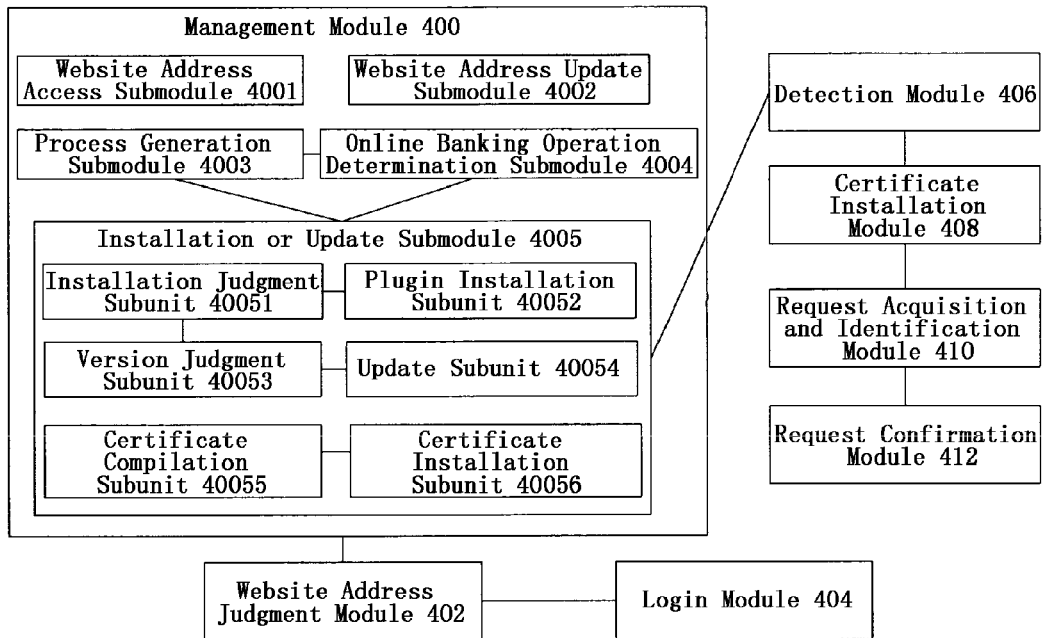 Management Module 400
Website Address
Access Submodule 4001
Website Address Update
Submodule 4002
Process Generation
Submodule 4003
Online Banking Operation
Determination Submodule 4004
Installation or Update Submodule 4005
Installation Judgment
Subunit 40051
Plugin Installation
Subunit 40052
Version Judgment
Subunit 40053
Update Subunit 40054
Certificate
Compilation
Subunit 40055
Certificate
Installation
Subunit 40056
Detection Module 406
Certificate
Installation
Module 408
Request Acquisition
and Identification
Module 410
Request Confirmation
Module 412
Website Address
Judgment Module 402
Login Module 404